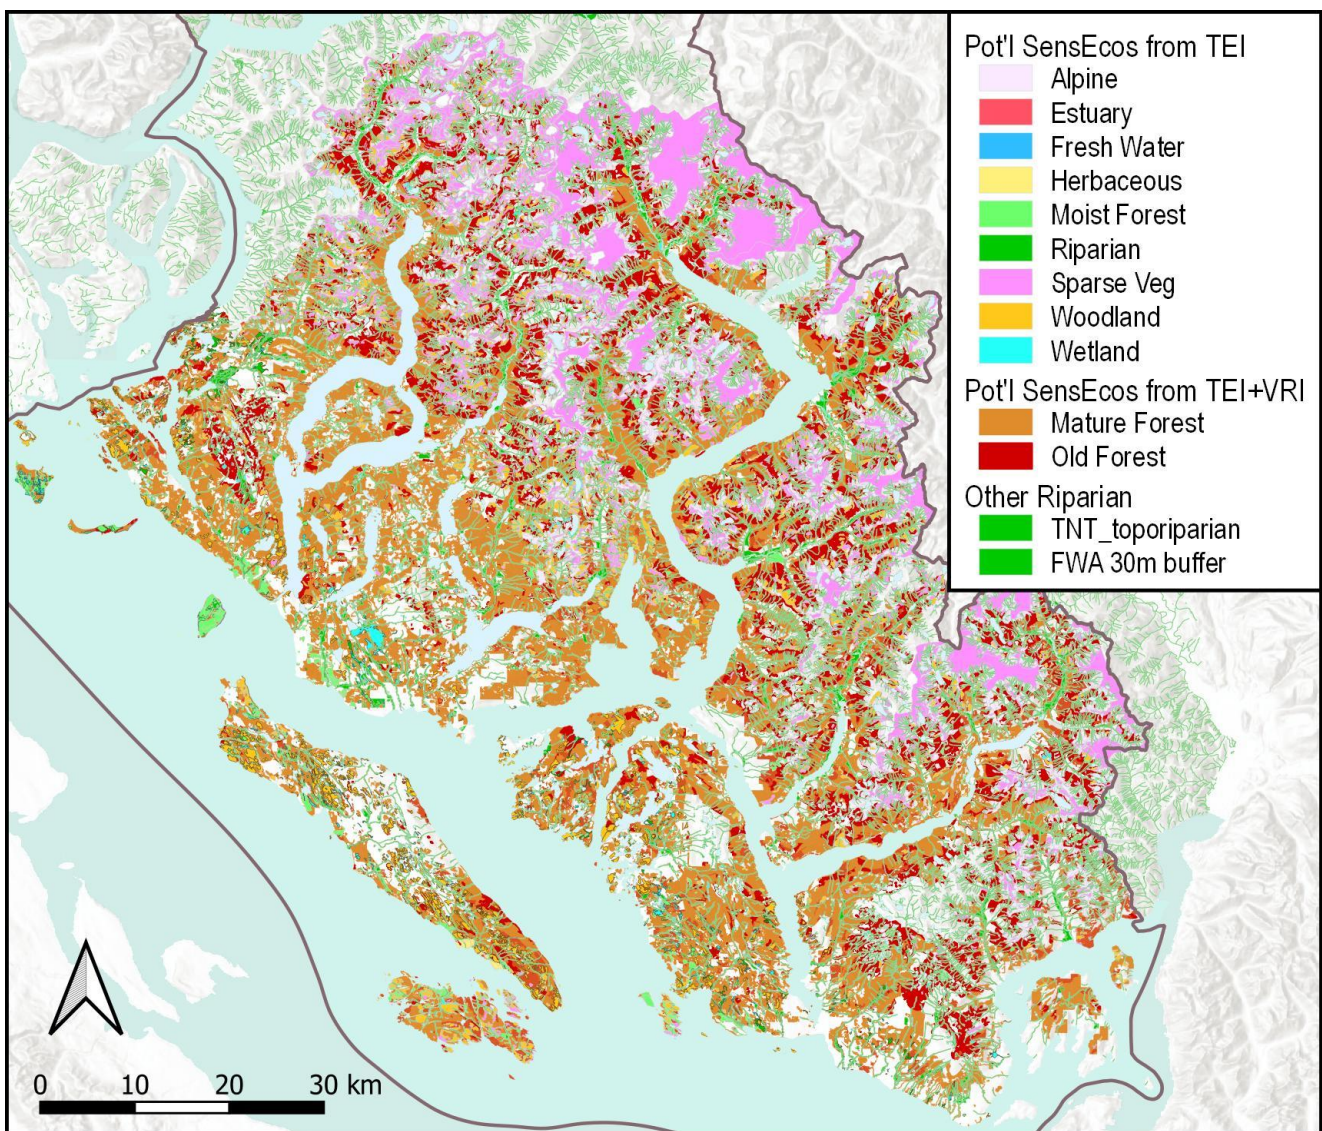 Pot'l SensEcos from TEI
Alpine
Estuary
Fresh Water
Herbaceous
Moist Forest
Riparian
Sparse Veg
Woodland
Wetland
Pot'l SensEcos from TEI+VRI
Mature Forest
Old Forest
Other Riparian
TNT_toporiparian
FWA 30m buffer
0 10 20 30 km